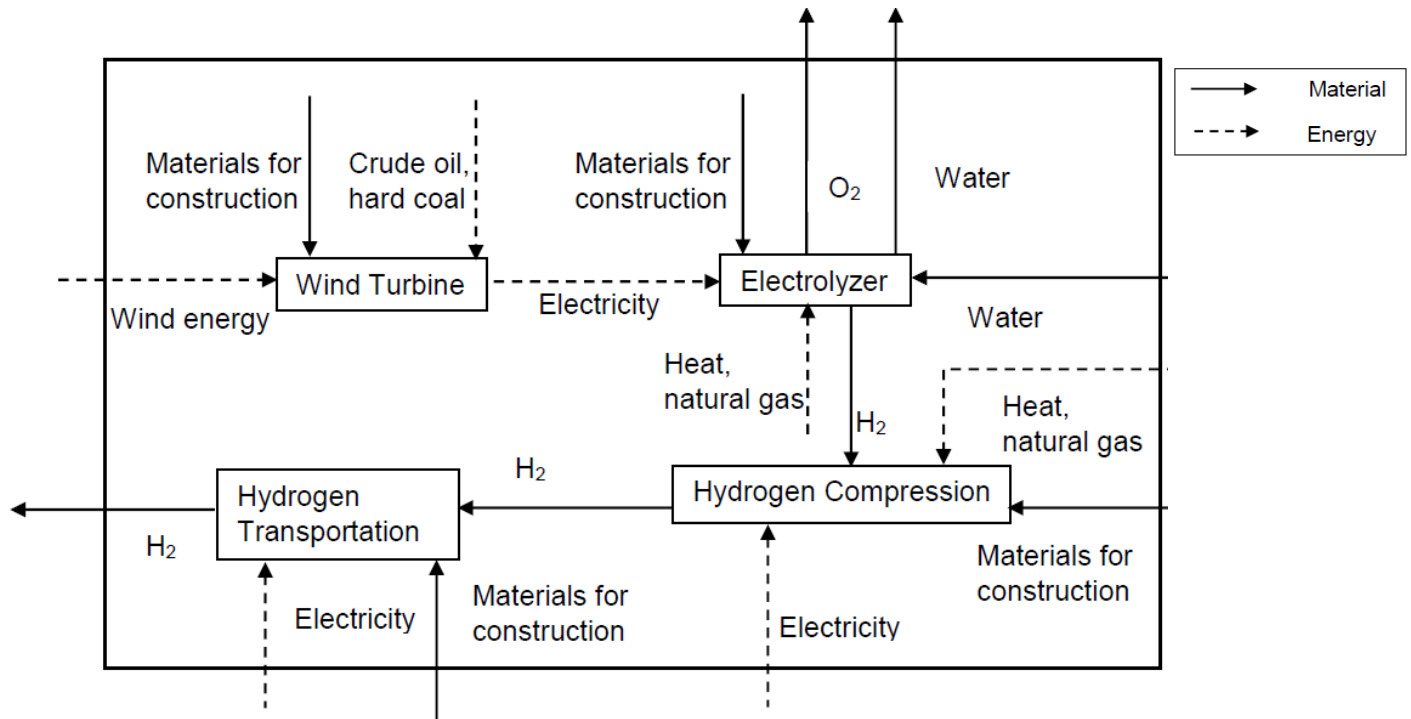 Material
Energy
Materials for
construction
Crude oil,
hard coal
Materials for
construction
O₂
Water
Wind Turbine
Electrolyzer
Wind energy
Electricity
Water
Heat,
natural gas
H₂
Heat,
natural gas
Hydrogen
Transportation
H₂
Hydrogen Compression
H₂
Electricity
Materials for
construction
Electricity
Materials for
construction